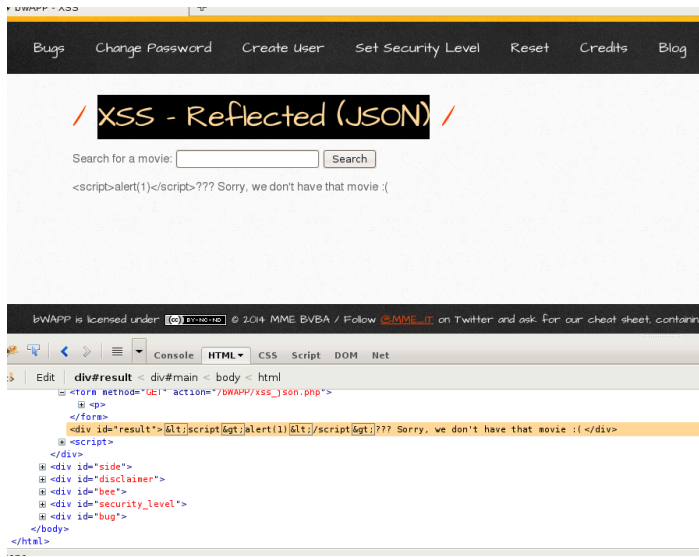 bWAPP - XSS
Bugs Change Password Create User Set Security Level Reset Credits Blog
/ XSS - Reflected (JSON) /
Search for a movie: Search
<script>alert(1)</script>??? Sorry, we don't have that movie :(
bWAPP is licensed under (cc) BY-NC-ND © 2014 MME BVBA / Follow @MME_IT on Twitter and ask for our cheat sheet, containin
Console HTML CSS Script DOM Net
Edit div#result < div#main < body < html
<form method="GET" action="/bWAPP/xss_json.php">
<p>
</form>
<div id="result">&lt;script&gt;alert(1)&lt;/script&gt;??? Sorry, we don't have that movie :(</div>
<script>
</div>
<div id="side">
<div id="disclaimer">
<div id="bee">
<div id="security_level">
<div id="bug">
</body>
</html>